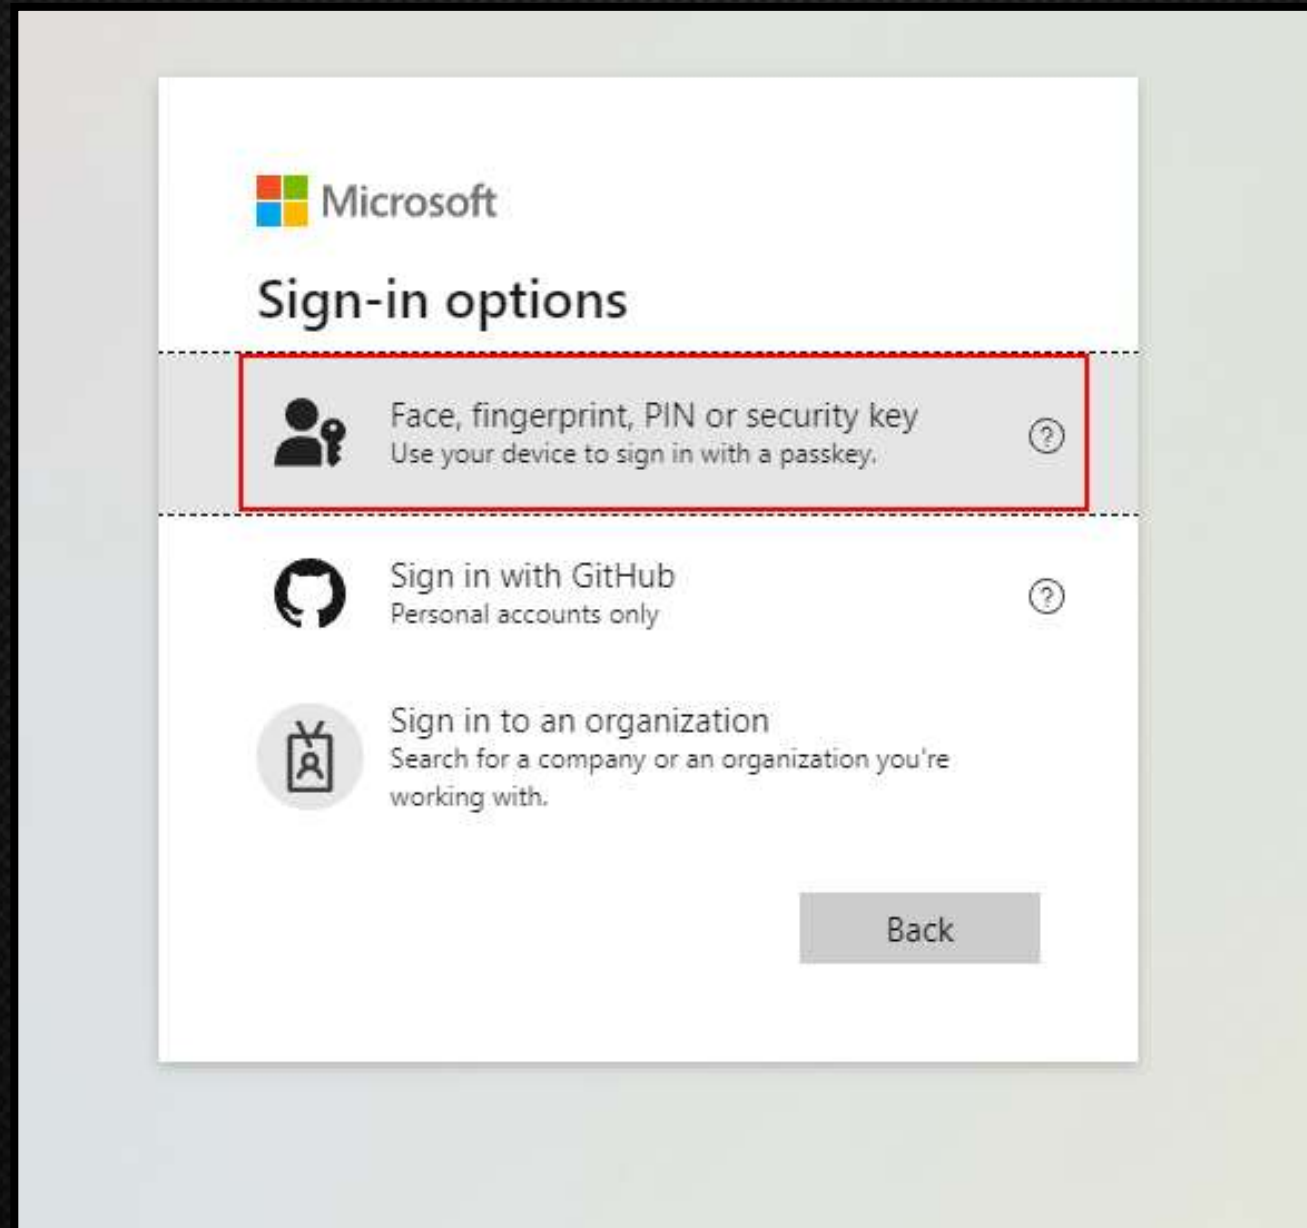 Microsoft
Sign-in options
Face, fingerprint, PIN or security key
Use your device to sign in with a passkey.
Sign in with GitHub
Personal accounts only
Sign in to an organization
Search for a company or an organization you're
working with.
Back